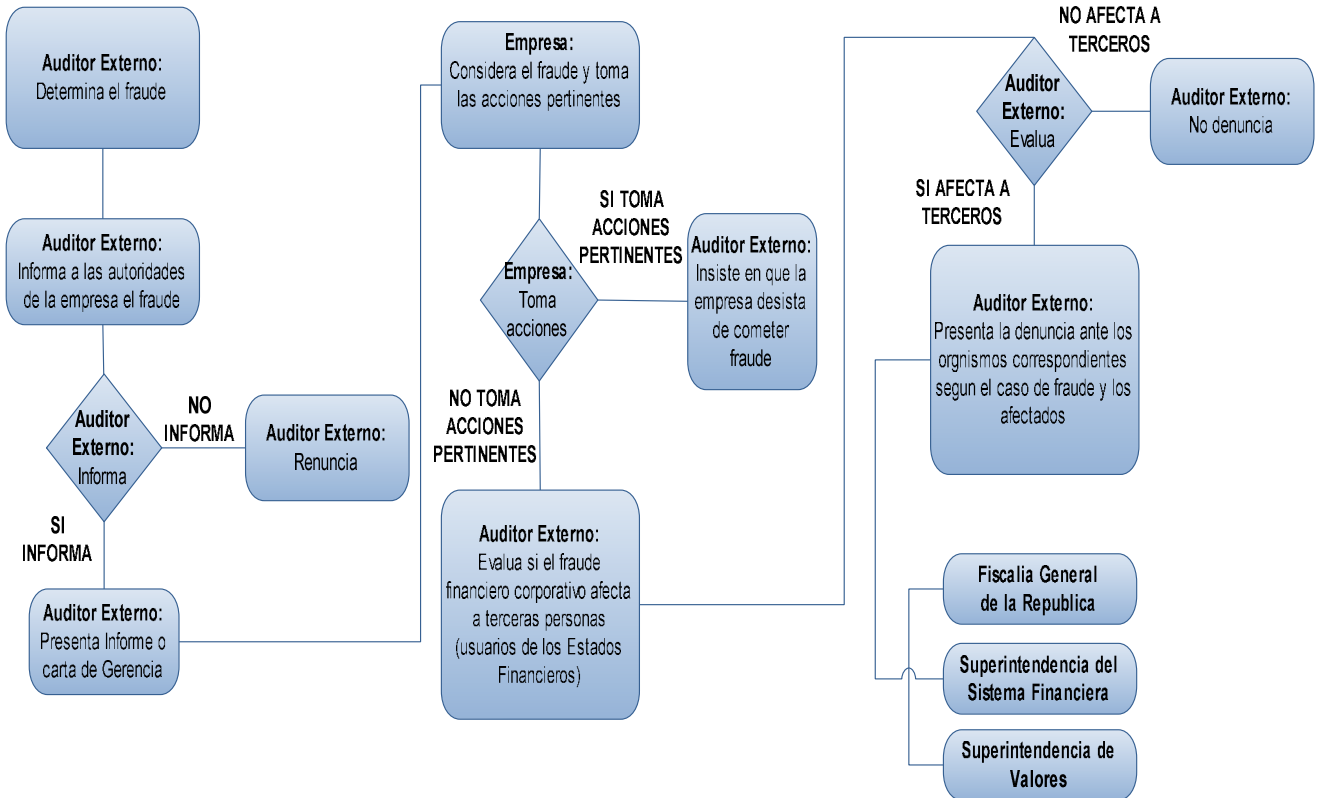 Auditor Externo:
Determina el fraude
Auditor Externo:
Informa a las autoridades
de la empresa el fraude
Auditor
Externo:
Informa
NO
INFORMA
Auditor Externo:
Renuncia
SI
INFORMA
Auditor Externo:
Presenta Informe o
carta de Gerencia
Empresa:
Considera el fraude y toma
las acciones pertinentes
Empresa:
Toma
acciones
SI TOMA
ACCIONES
PERTINENTES
Auditor Externo:
Insiste en que la
empresa desista
de cometer
fraude
NO TOMA
ACCIONES
PERTINENTES
Auditor Externo:
Evalua si el fraude
financiero corporativo afecta
a terceras personas
(usuarios de los Estados
Financieros)
Auditor
Externo:
Evalua
NO AFECTA A
TERCEROS
Auditor Externo:
No denuncia
SI AFECTA A
TERCEROS
Auditor Externo:
Presenta la denuncia ante los
orgnismos correspondientes
segun el caso de fraude y los
afectados
Fiscalia General
de la Republica
Superintendencia del
Sistema Financiera
Superintendencia de
Valores